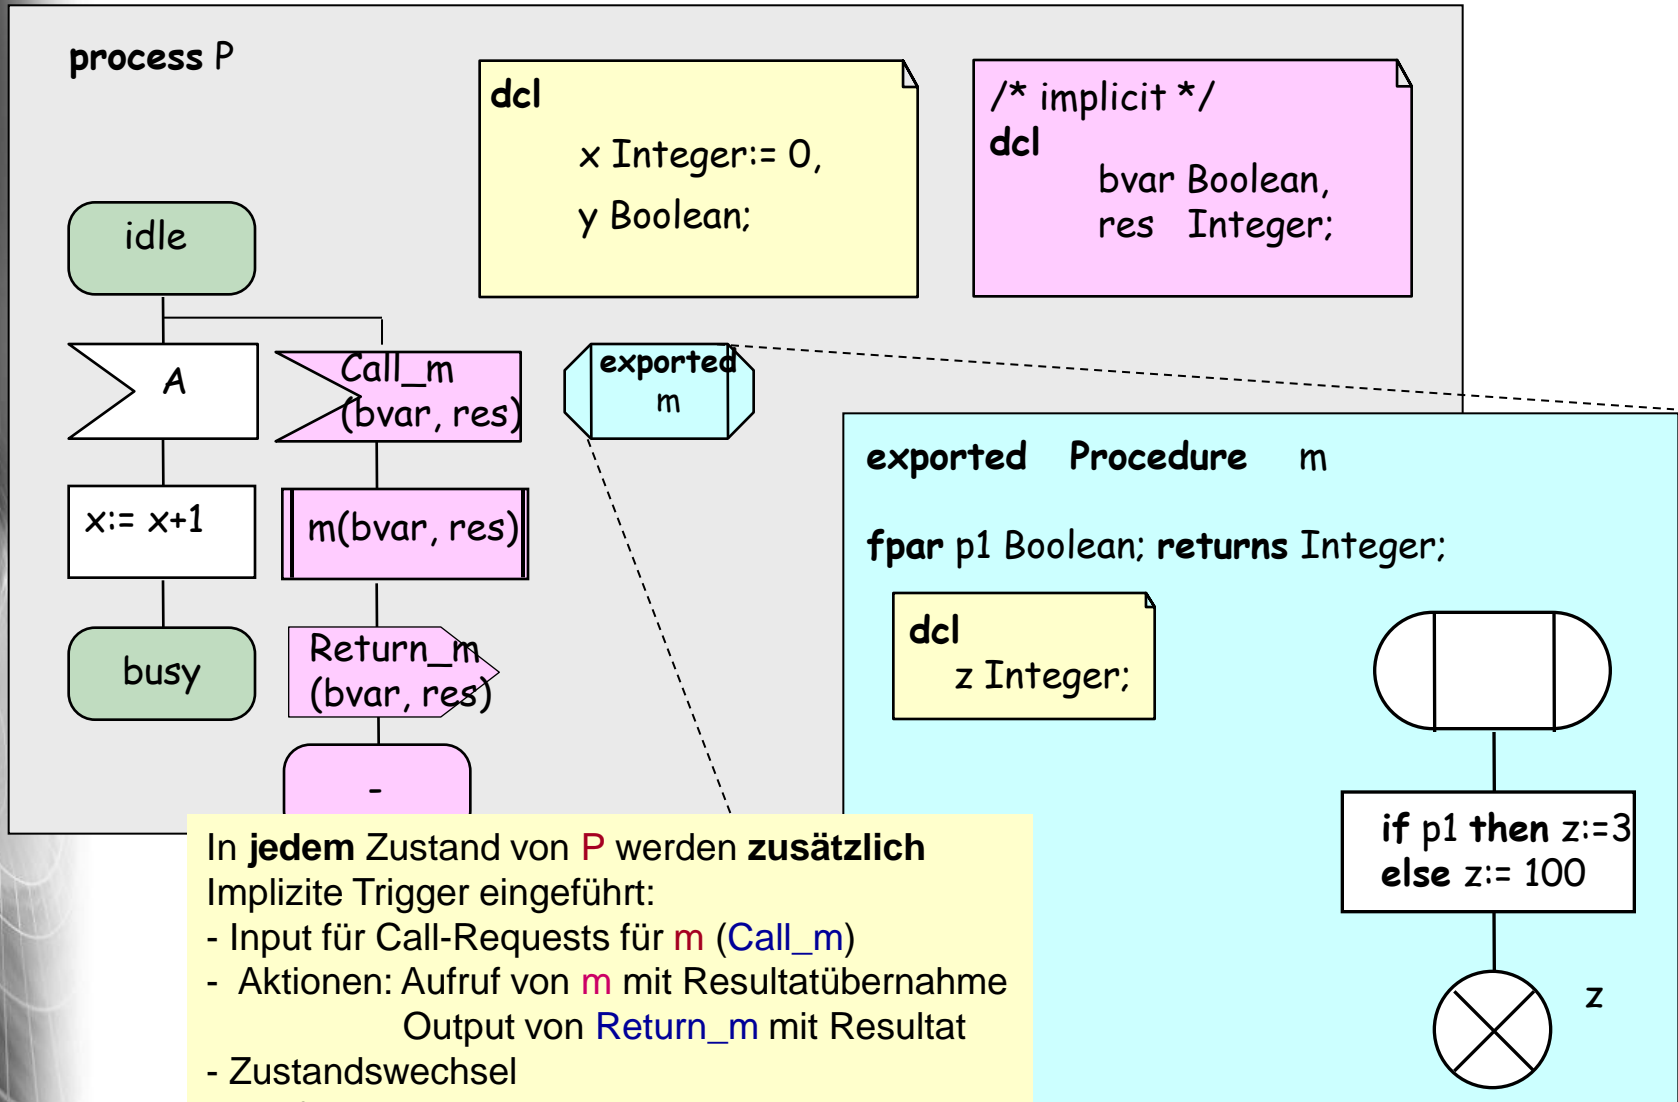 process P
dcl
x Integer:= 0,
y Boolean;
/* implicit */
dcl
bvar Boolean,
res Integer;
idle
A
Call_m
(bvar, res)
exported
m
x:= x+1
m(bvar, res)
busy
Return_m
(bvar, res)
-
exported Procedure m
fpar p1 Boolean; returns Integer;
dcl
z Integer;
if p1 then z:=3
else z:= 100
z
In jedem Zustand von P werden zusätzlich
Implizite Trigger eingeführt:
- Input für Call-Requests für m (Call_m)
- Aktionen: Aufruf von m mit Resultatübernahme
Output von Return_m mit Resultat
- Zustandswechsel